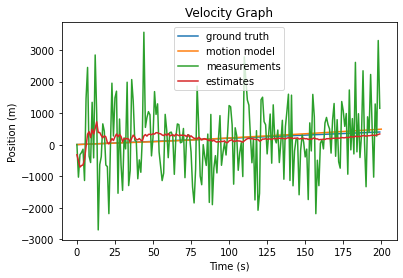 Velocity Graph
ground truth
motion model
measurements
estimates
3000
2000
1000
0
−1000
−2000
−3000
Position (m)
0
25
50
75
100
125
150
175
200
Time (s)